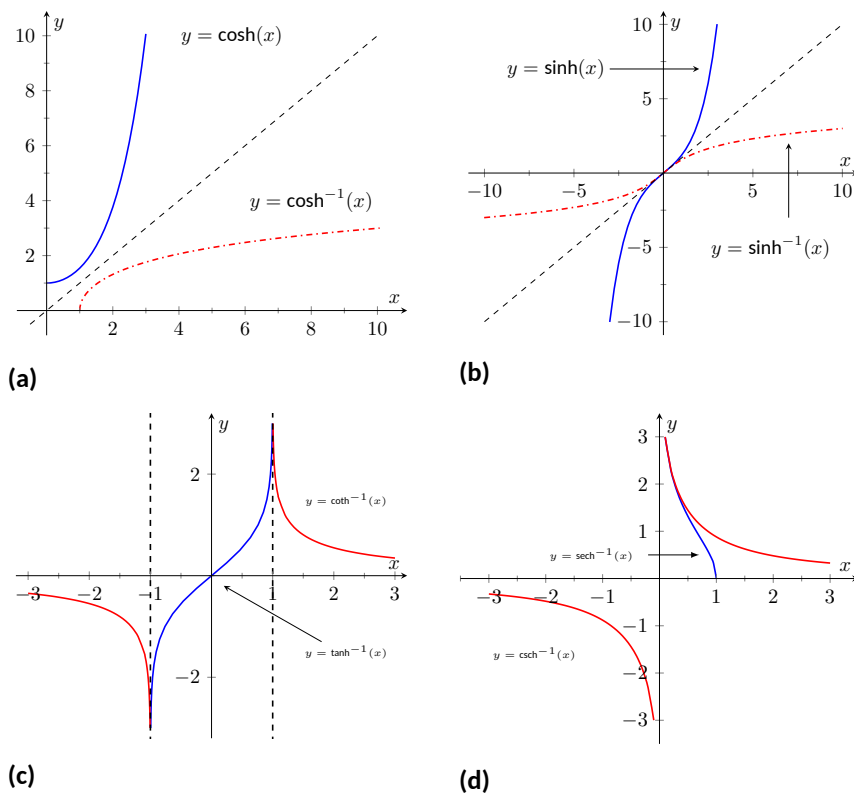 y
10
y = cosh(x)
8
6
4
y = cosh⁻¹(x)
2
x
2 4 6 8 10
(a)
10
y
y = sinh(x)
5
x
−10 −5 5 10
y = sinh⁻¹(x)
−5
−10
(b)
y
2
y = coth⁻¹(x)
x
−3 −2 −1 1 2 3
y = tanh⁻¹(x)
−2
(c)
y
3
2
1
y = sech⁻¹(x)
x
−3 −2 −1 1 2 3
−1
y = csch⁻¹(x)
−2
−3
(d)